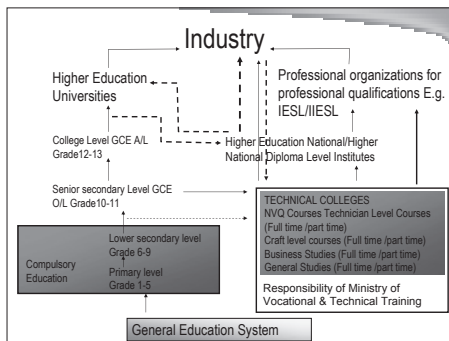 Industry
Higher Education
Universities
Professional organizations for
professional qualifications E.g.
IESL/IIESL
College Level GCE A/L
Grade12-13
Higher Education National/Higher
National Diploma Level Institutes
Senior secondary Level GCE
O/L Grade10-11
TECHNICAL COLLEGES
NVQ Courses Technician Level Courses
(Full time /part time)
Craft level courses (Full time /part time)
Business Studies (Full time /part time)
General Studies (Full time /part time)
Responsibility of Ministry of
Vocational & Technical Training
Lower secondary level
Grade 6-9
Compulsory
Education
Primary level
Grade 1-5
General Education System